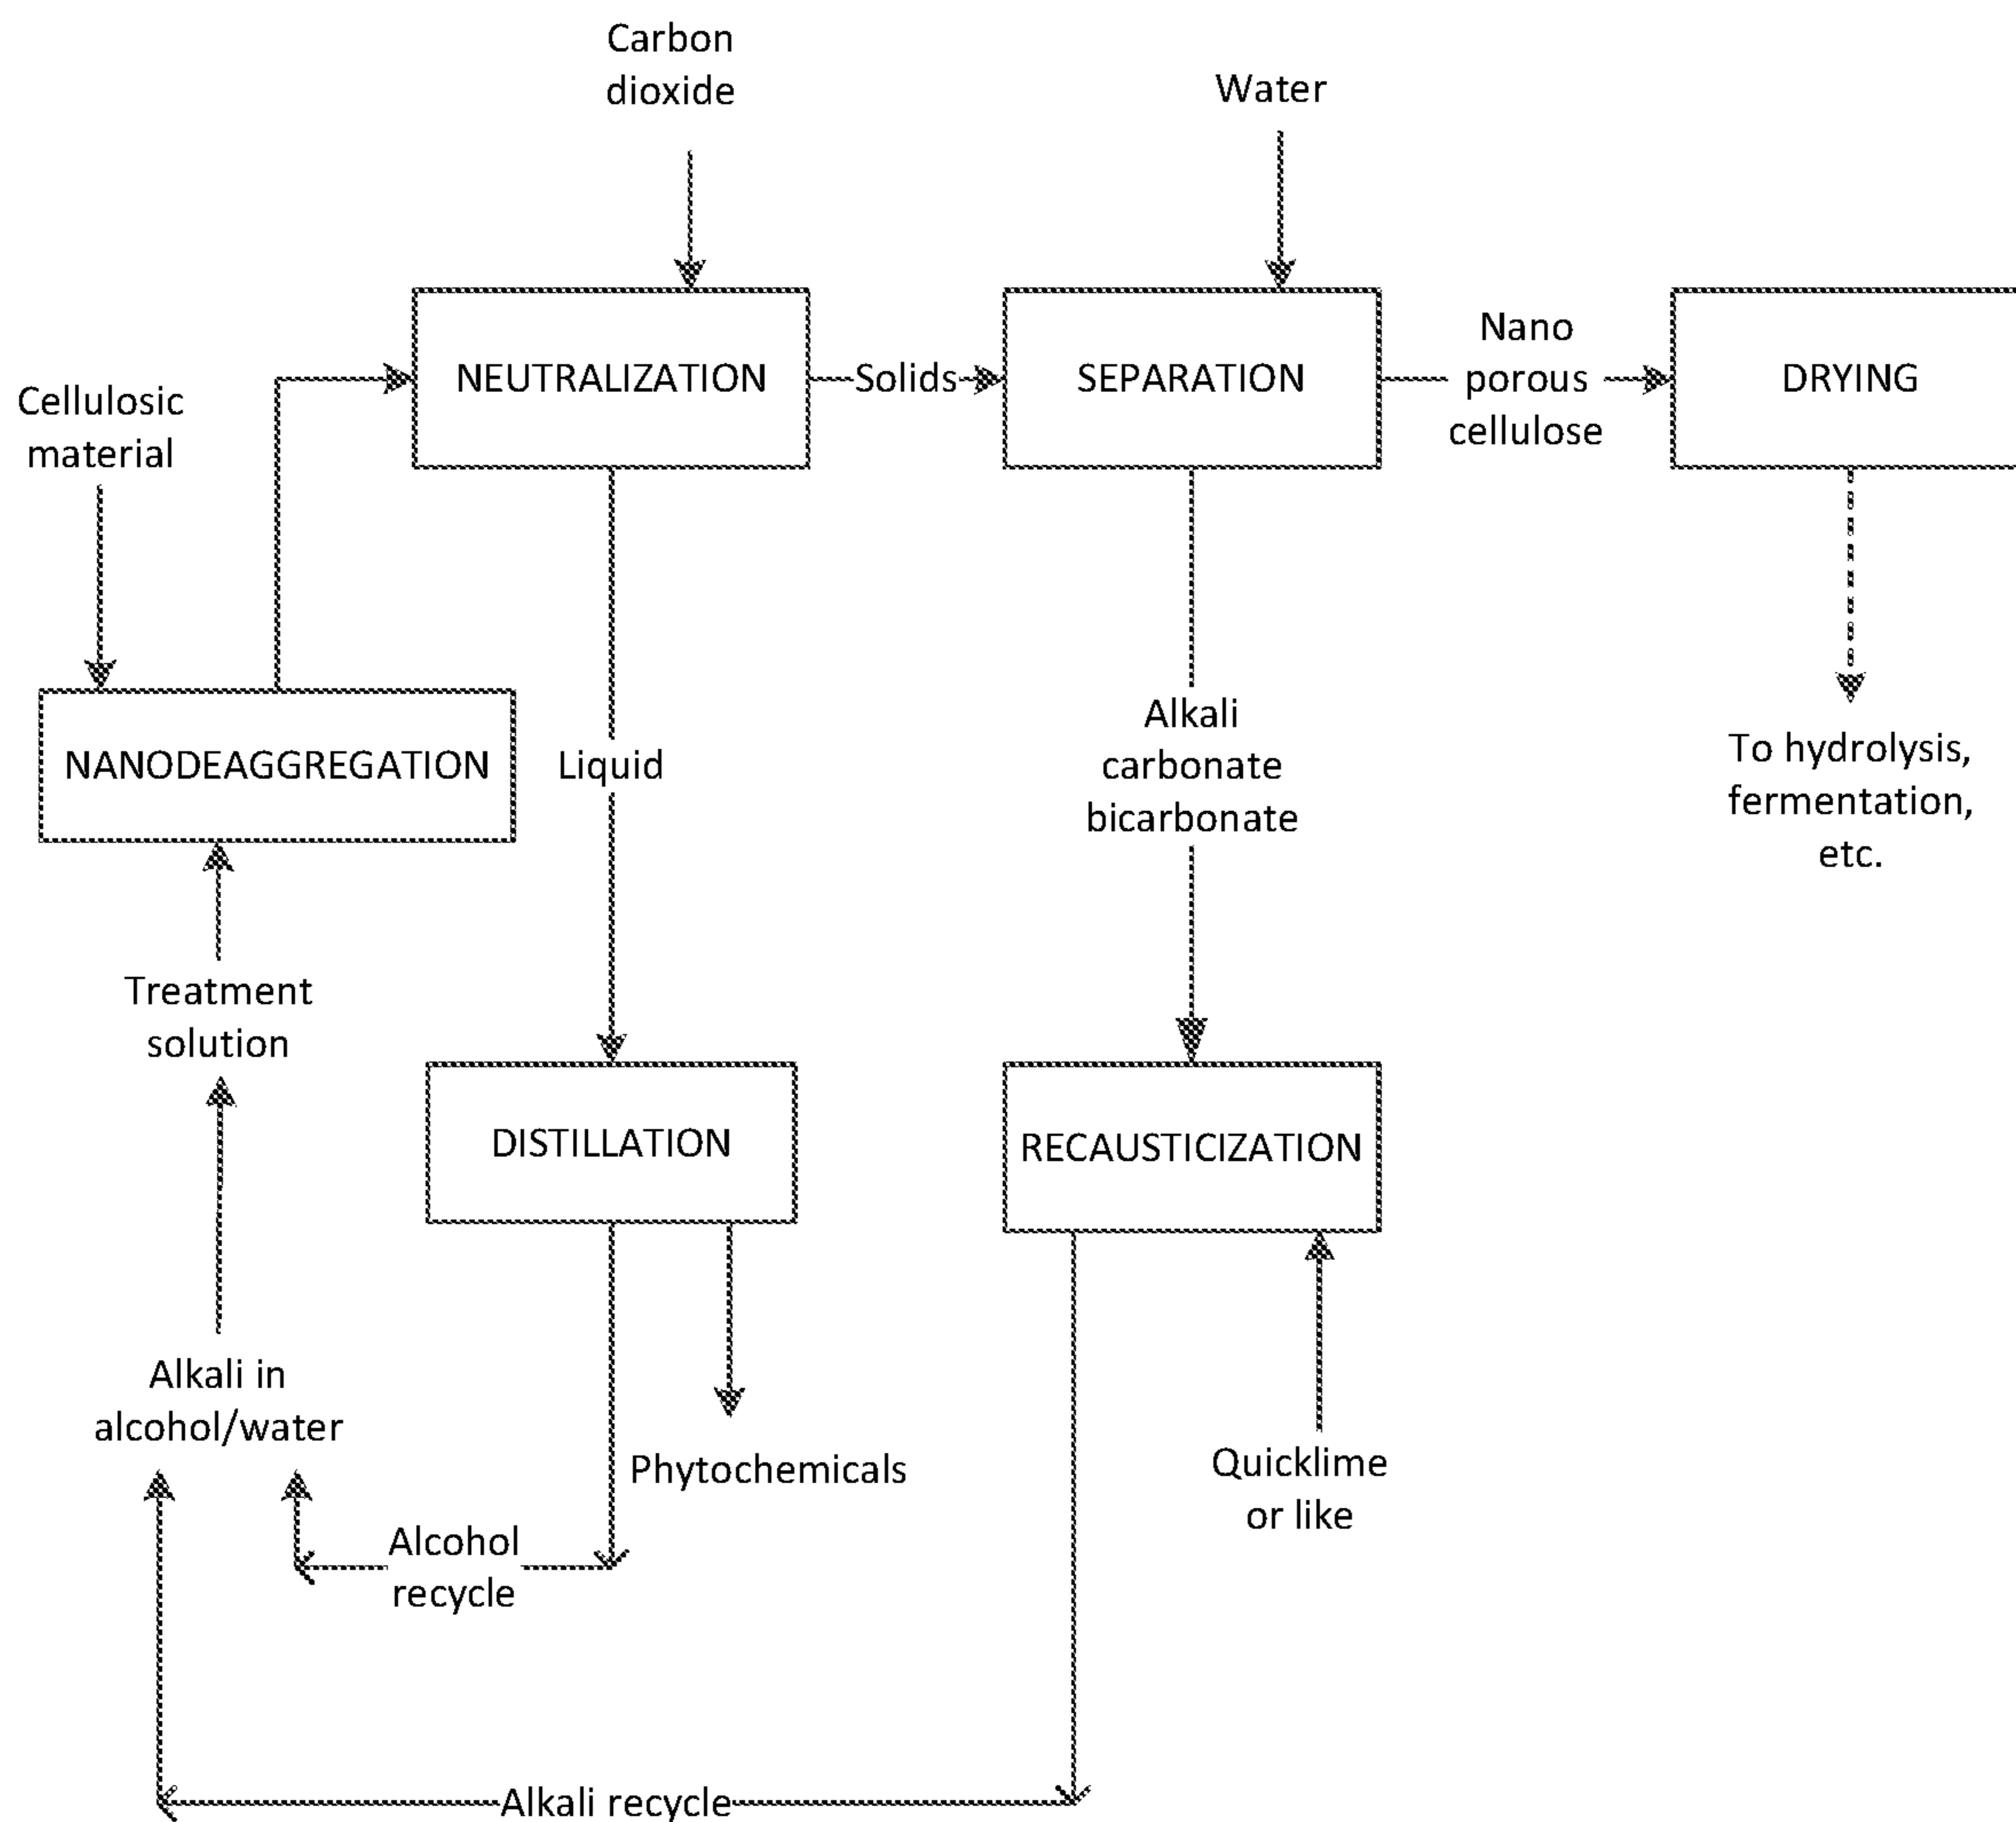 Carbon
dioxide
Water
NEUTRALIZATION
Solids
SEPARATION
Nano
porous
cellulose
DRYING
Cellulosic
material
NANODEAGGREGATION
Liquid
Alkali
carbonate
bicarbonate
To hydrolysis,
fermentation,
etc.
Treatment
solution
DISTILLATION
RECAUSTICIZATION
Alkali in
alcohol/water
Phytochemicals
Quicklime
or like
Alcohol
recycle
Alkali recycle